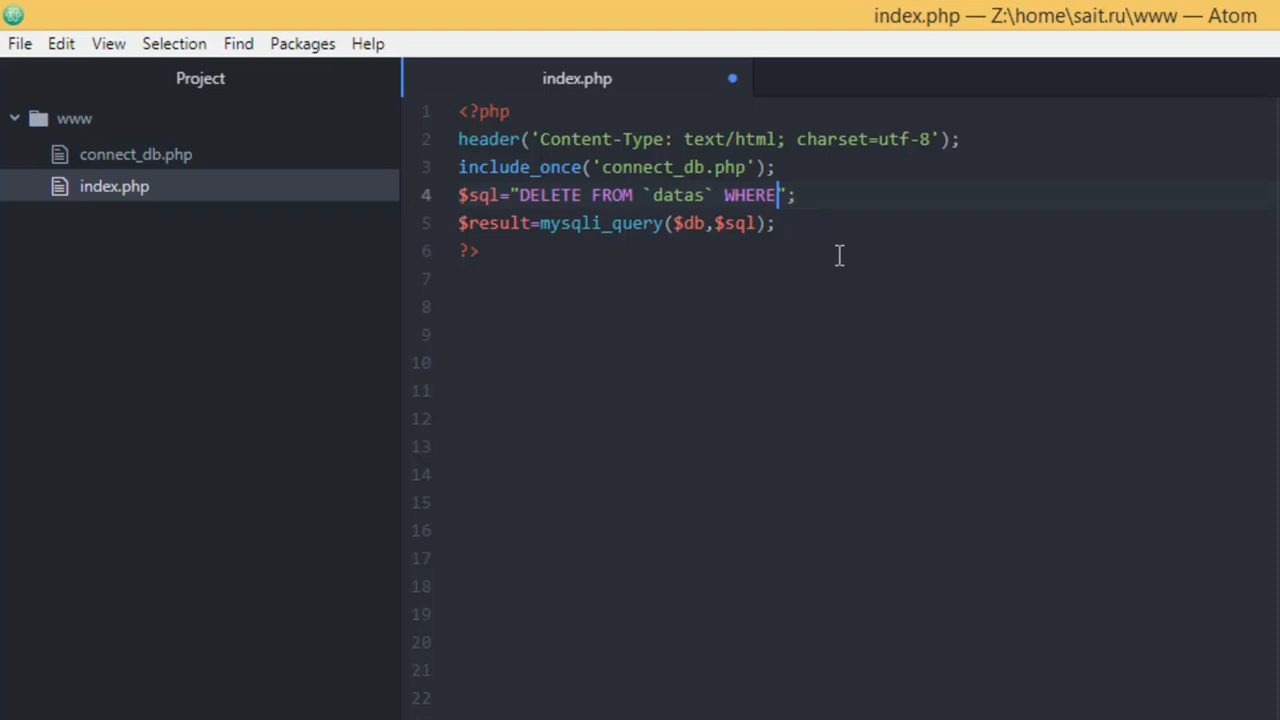 index.php — Z:\home\sait.ru\www — Atom
File Edit View Selection Find Packages Help
Project
index.php
www
connect_db.php
index.php
1 <?php
2 header('Content-Type: text/html; charset=utf-8');
3 include_once('connect_db.php');
4 $sql="DELETE FROM `datas` WHERE";
5 $result=mysqli_query($db,$sql);
6 ?>
7
8
9
10
11
12
13
14
15
16
17
18
19
20
21
22